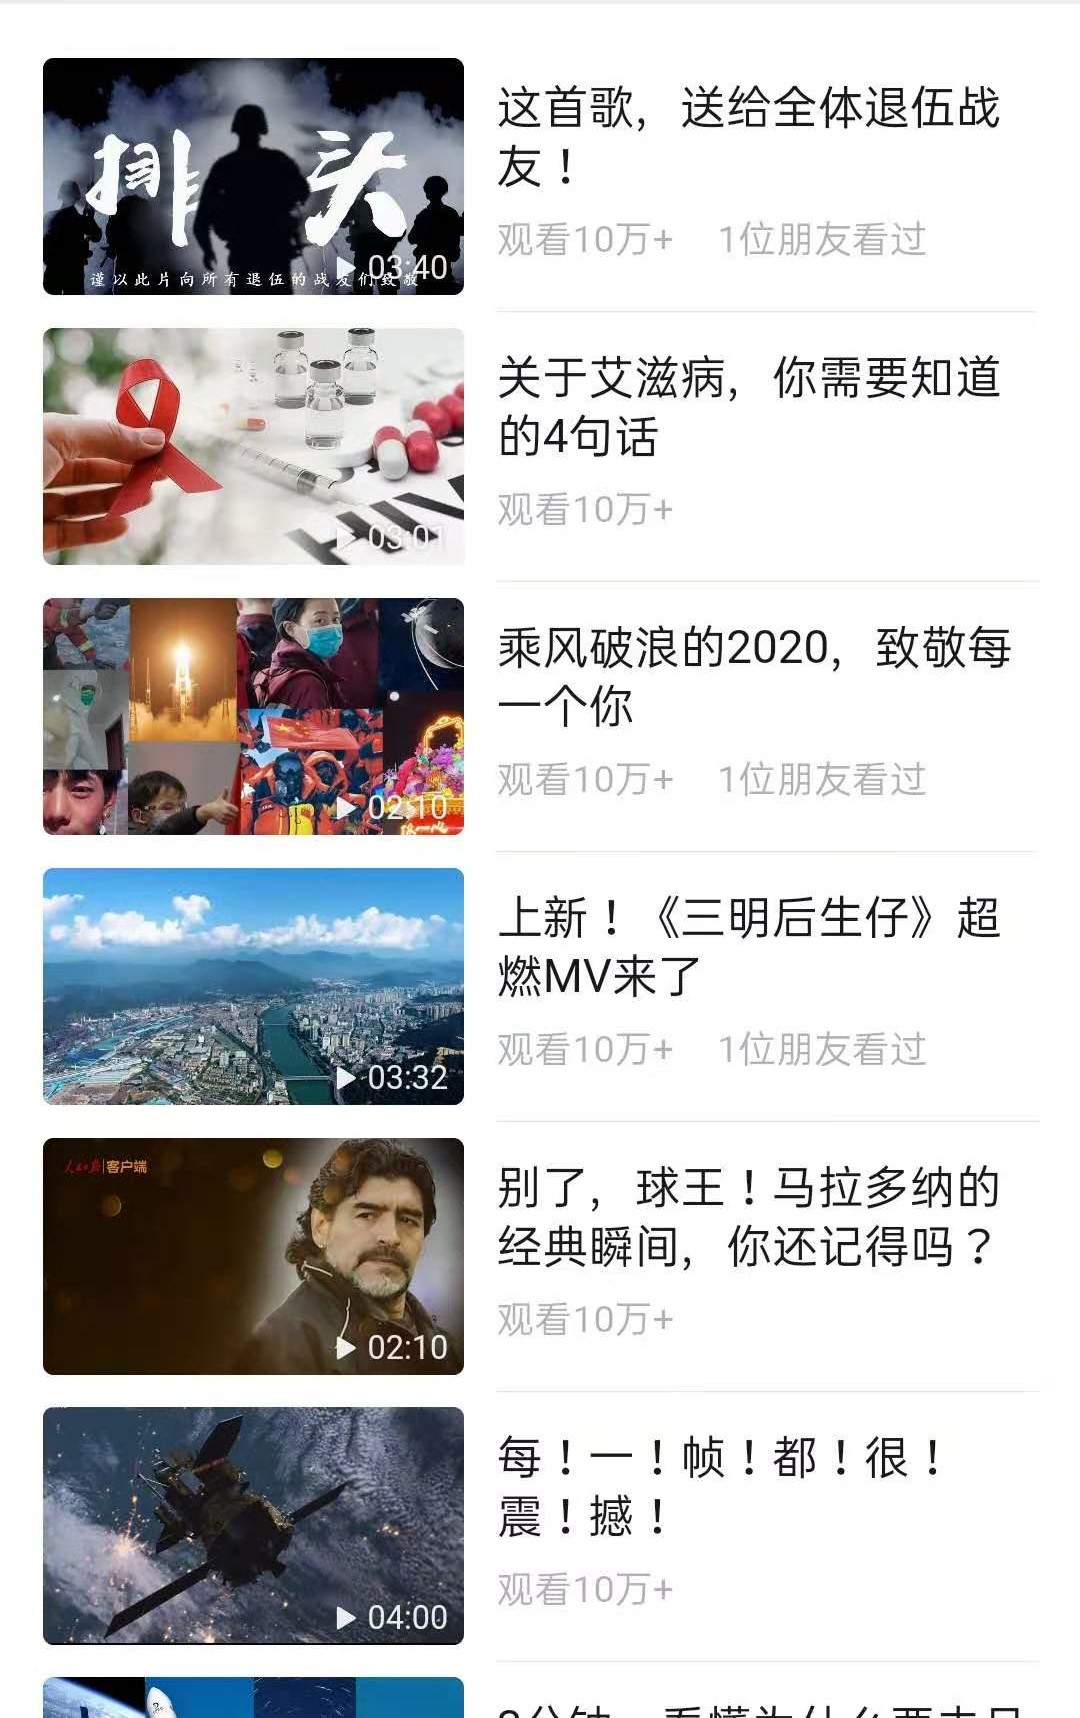 排 头
谨以此片向所有退伍的战友们致敬
03:40
这首歌，送给全体退伍战
友！
观看10万+ 1位朋友看过
HIV
03:01
关于艾滋病，你需要知道
的4句话
观看10万+
02:10
乘风破浪的2020，致敬每
一个你
观看10万+ 1位朋友看过
03:32
上新！《三明后生仔》超
燃MV来了
观看10万+ 1位朋友看过
人民日报 客户端
02:10
别了，球王！马拉多纳的
经典瞬间，你还记得吗？
观看10万+
04:00
每！一！帧！都！很！
震！撼！
观看10万+